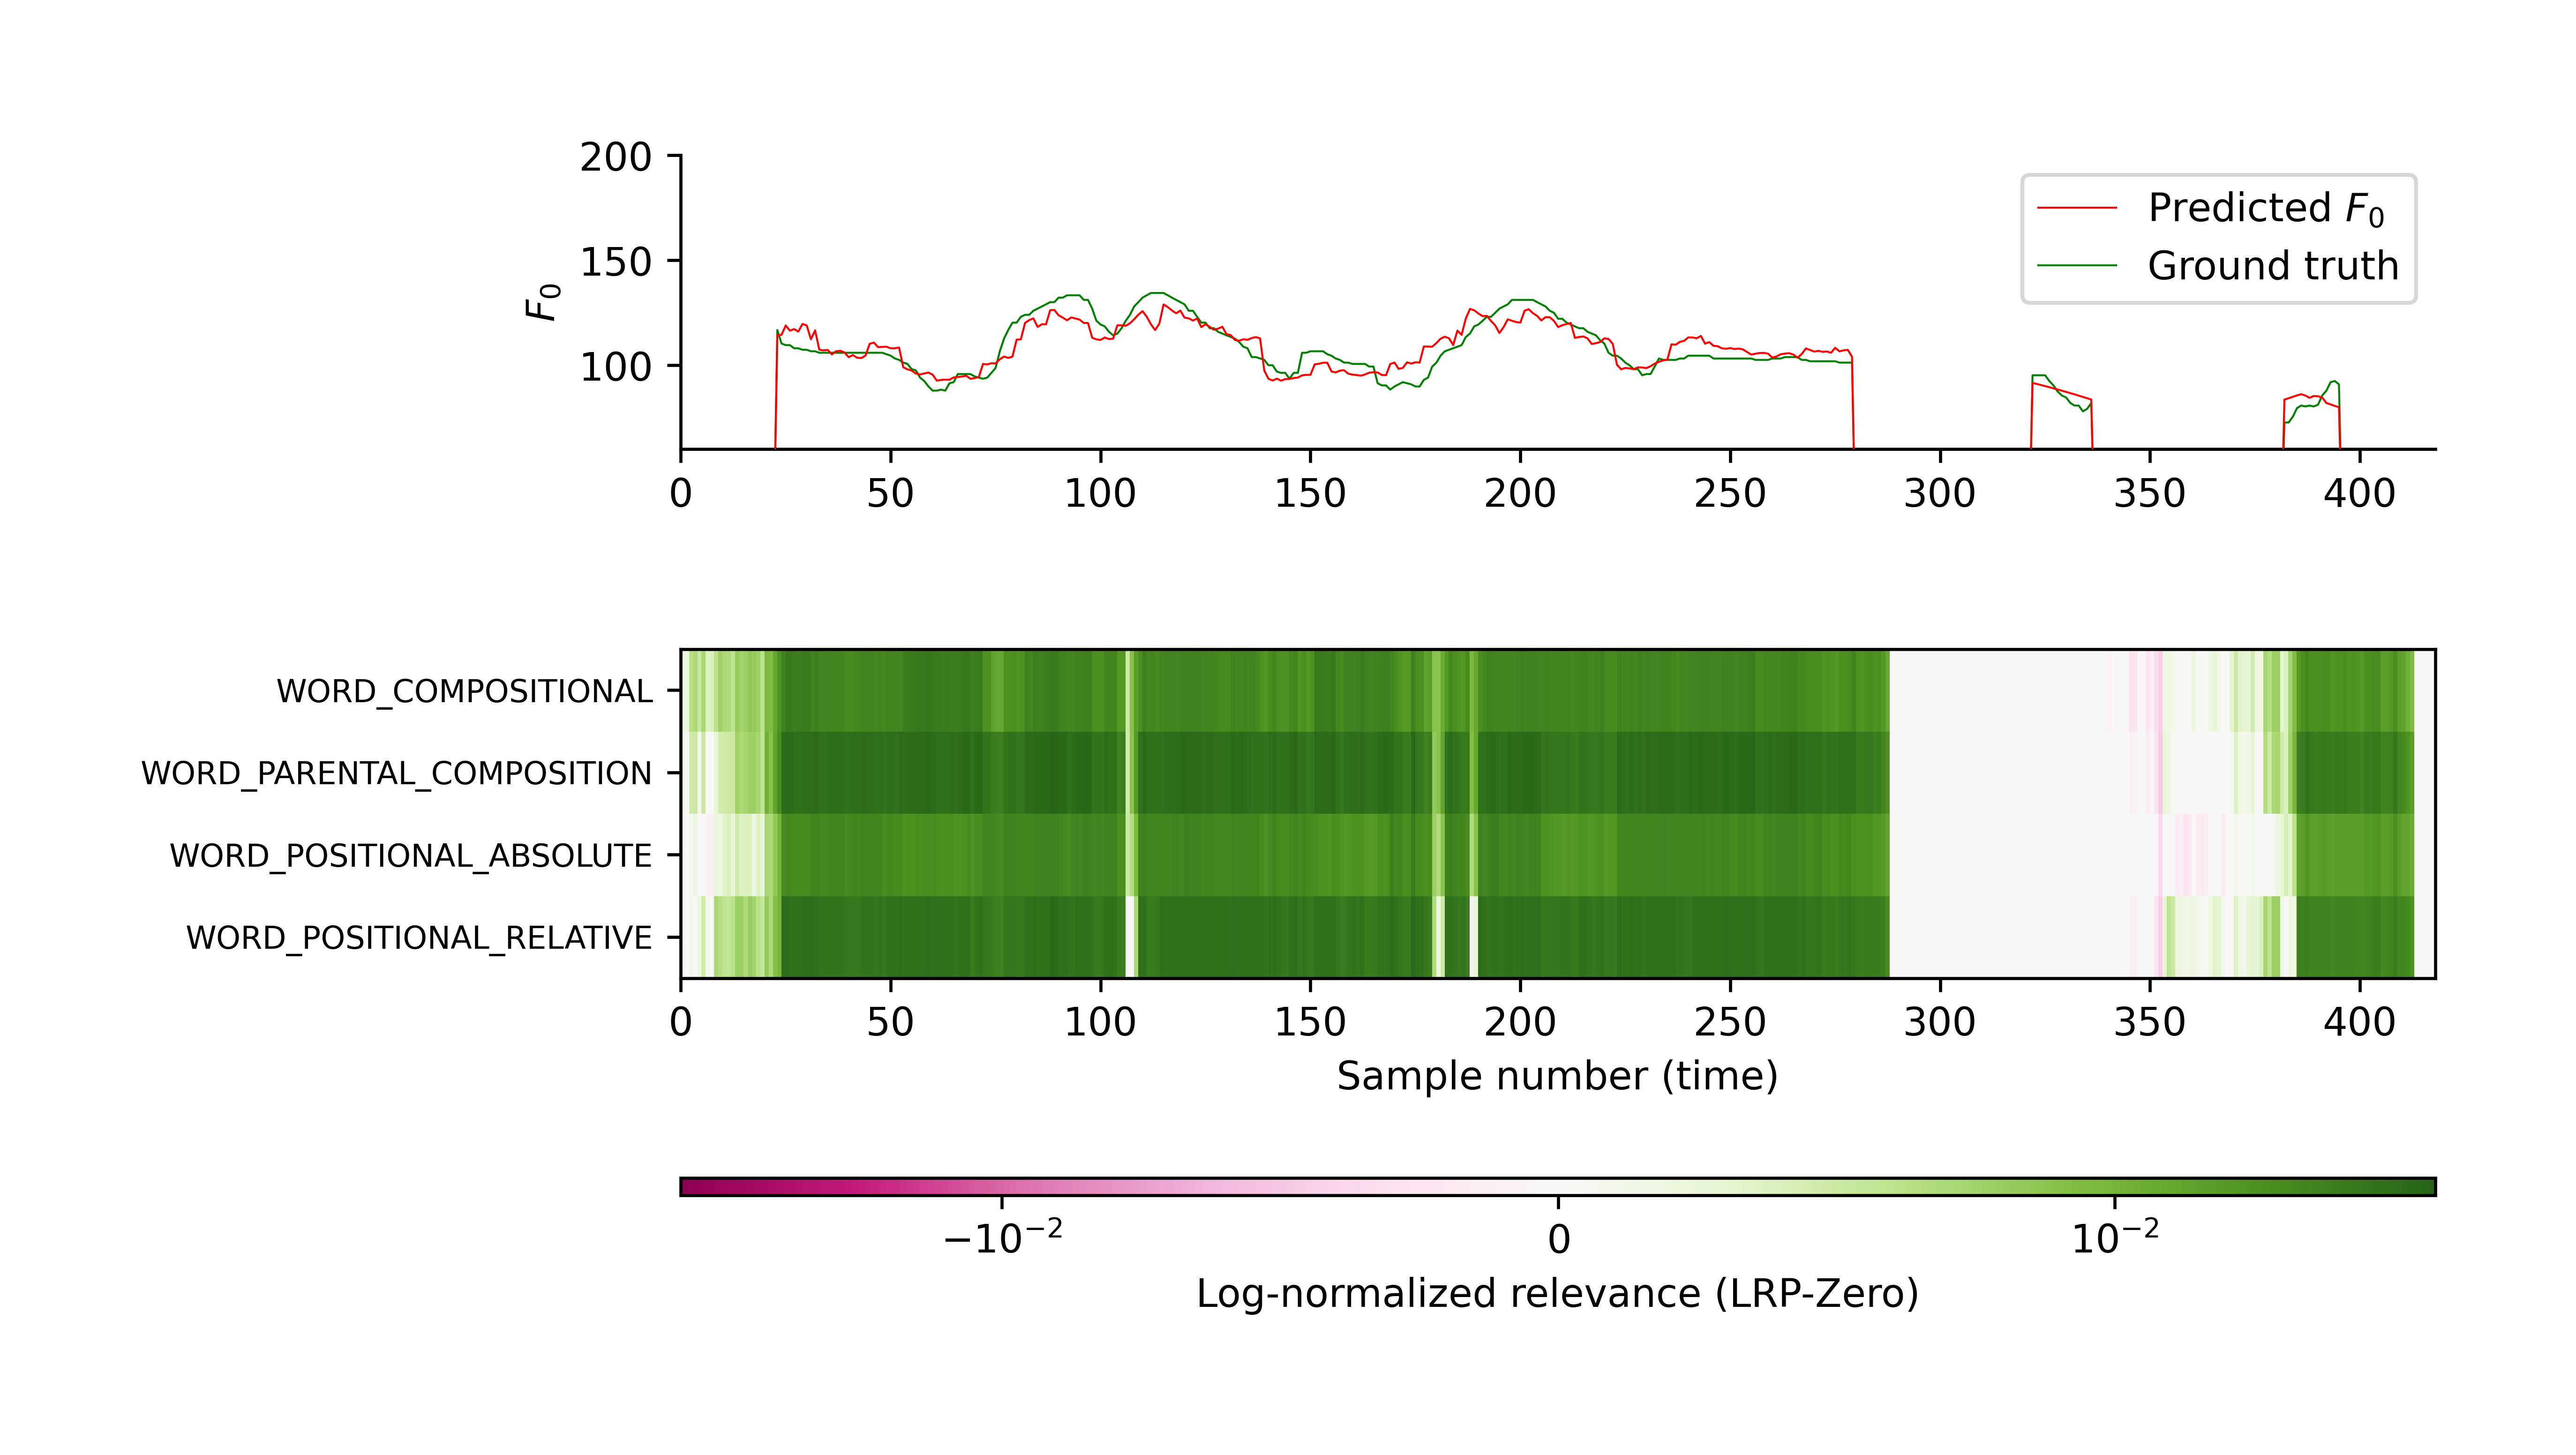 200
150
100
F₀
Predicted F₀
Ground truth
0 50 100 150 200 250 300 350 400
WORD_COMPOSITIONAL
WORD_PARENTAL_COMPOSITION
WORD_POSITIONAL_ABSOLUTE
WORD_POSITIONAL_RELATIVE
0 50 100 150 200 250 300 350 400
Sample number (time)
−10⁻² 0 10⁻²
Log-normalized relevance (LRP-Zero)